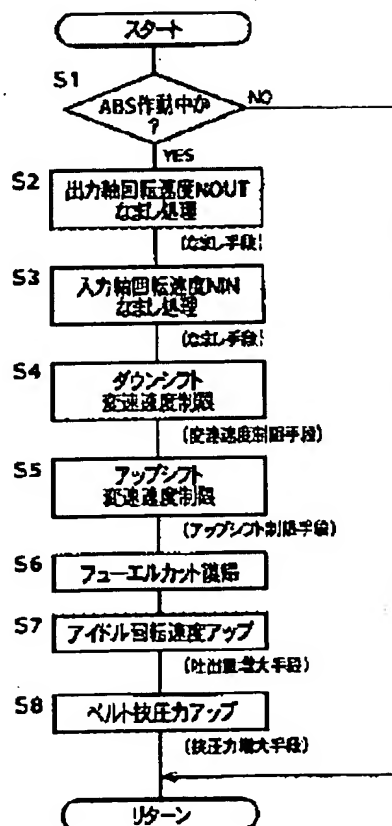 スタート
S1
ABS作動中か
?
NO
YES
S2
出力軸回転速度NOUT
なまし処理
(なまし手段)
S3
入力軸回転速度NIN
なまし処理
(なまし手段)
S4
ダウンシフト
変速速度制限
(変速速度制限手段)
S5
アップシフト
変速速度制限
(アップシフト制限手段)
S6
フューエルカット復帰
S7
アイドル回転速度アップ
(吐出量増大手段)
S8
ベルト挟圧力アップ
(挟圧力増大手段)
リターン